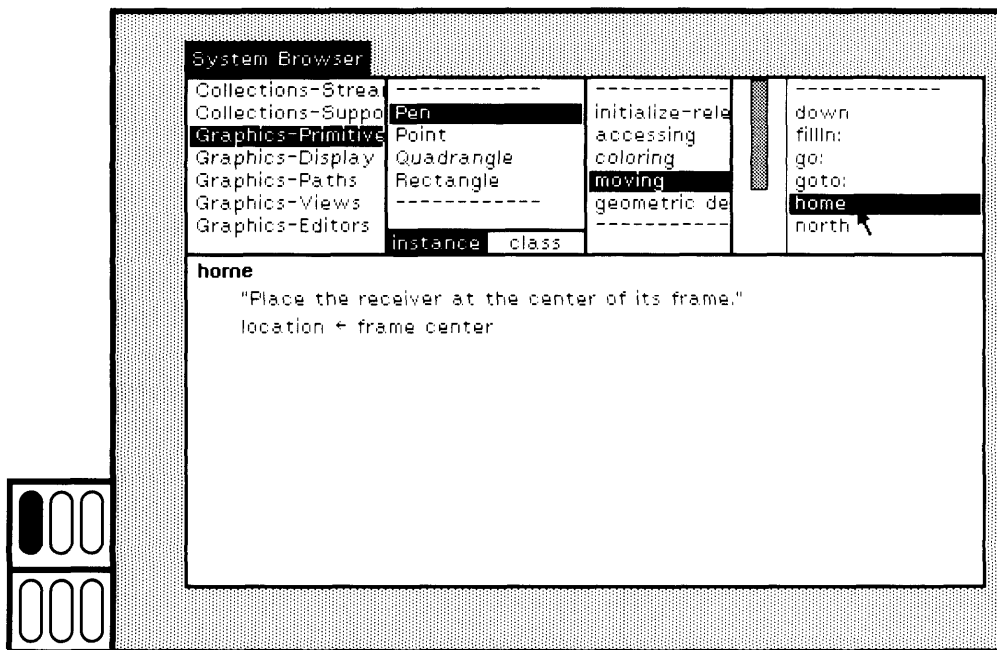 System Browser
Collections-Strea
Collections-Suppo
Graphics-Primitive
Graphics-Display
Graphics-Paths
Graphics-Views
Graphics-Editors
------------
Pen
Point
Quadrangle
Rectangle
------------
instance class
-----------
initialize-rele
accessing
coloring
moving
geometric de
-----------
------------
down
fillIn:
go:
goto:
home
north
home
"Place the receiver at the center of its frame."
location ← frame center